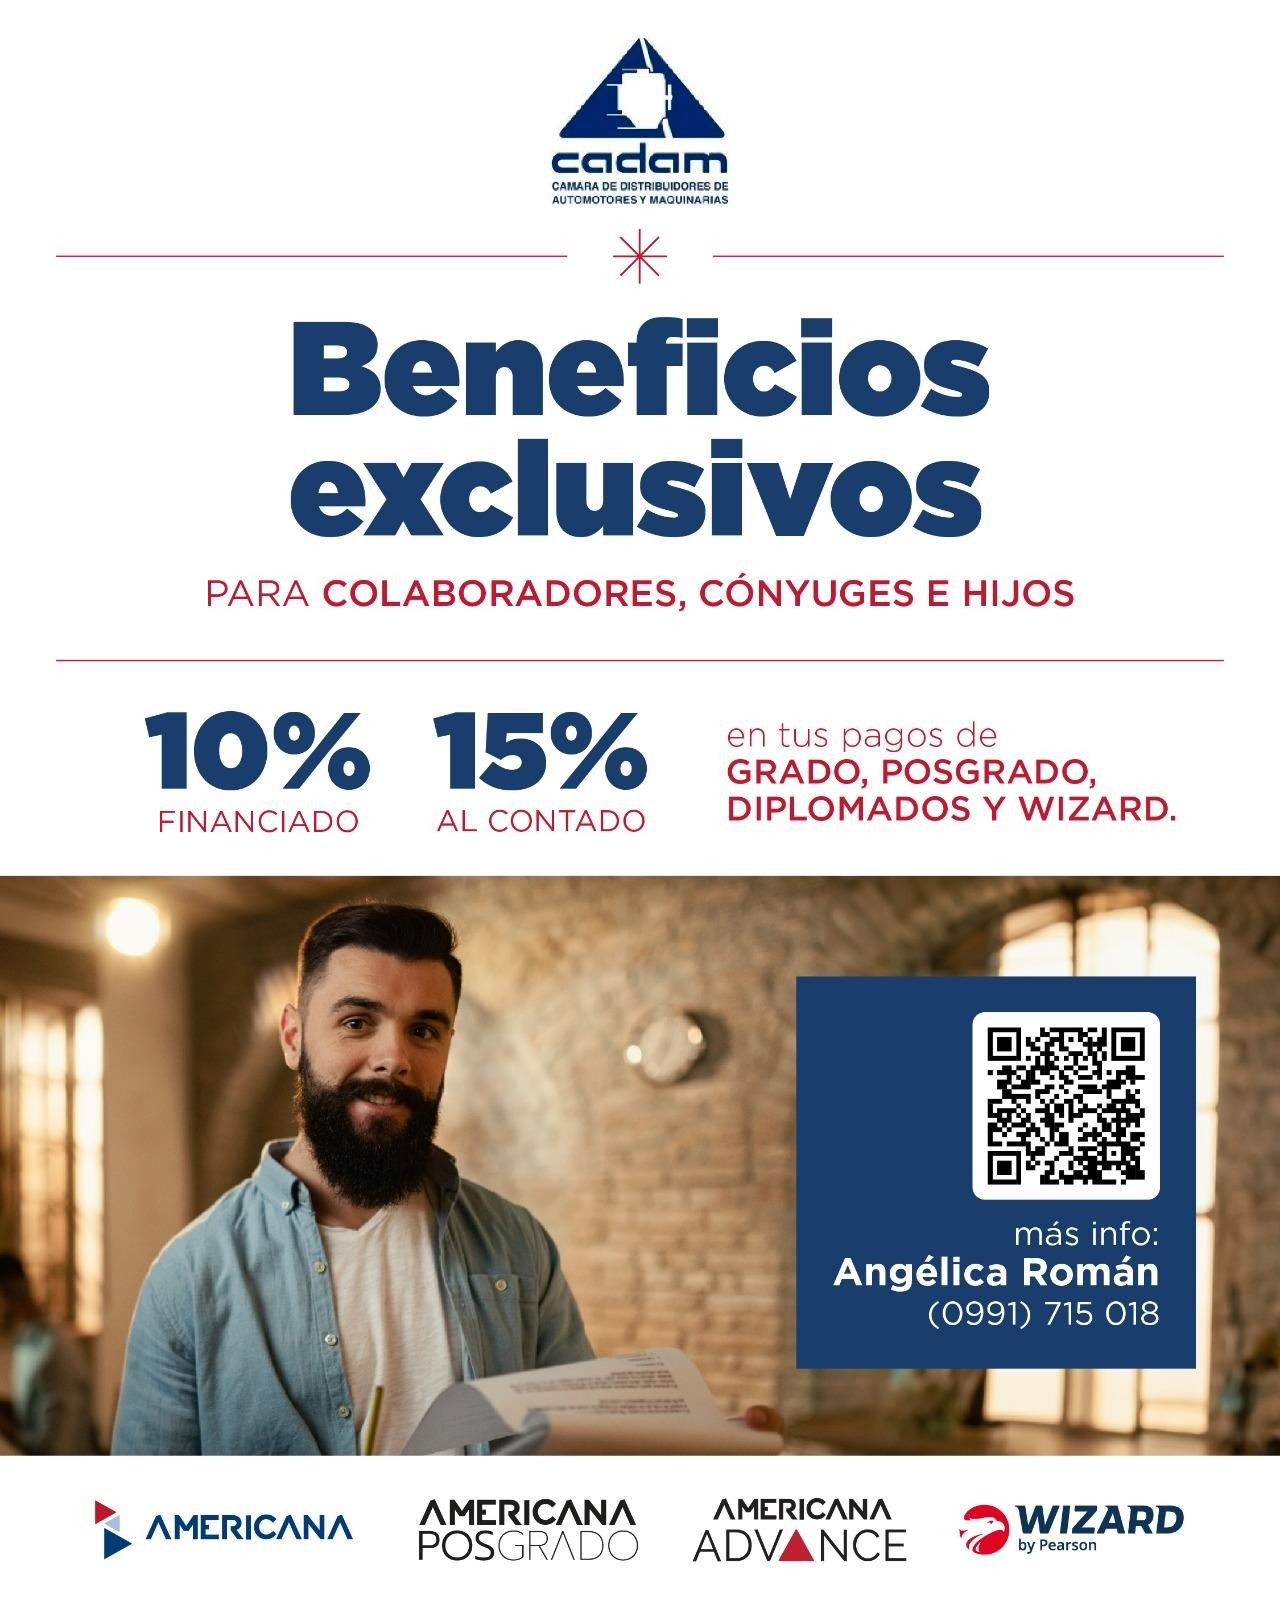 cadam
CAMARA DE DISTRIBUIDORES DE
AUTOMOTORES Y MAQUINARIAS
Beneficios
exclusivos
PARA COLABORADORES, CÓNYUGES E HIJOS
10%
FINANCIADO
15%
AL CONTADO
en tus pagos de
GRADO, POSGRADO,
DIPLOMADOS Y WIZARD.
más info:
Angélica Román
(0991) 715 018
AMERICANA
AMERICANA
POSGRADO
AMERICANA
ADVANCE
WIZARD
by Pearson